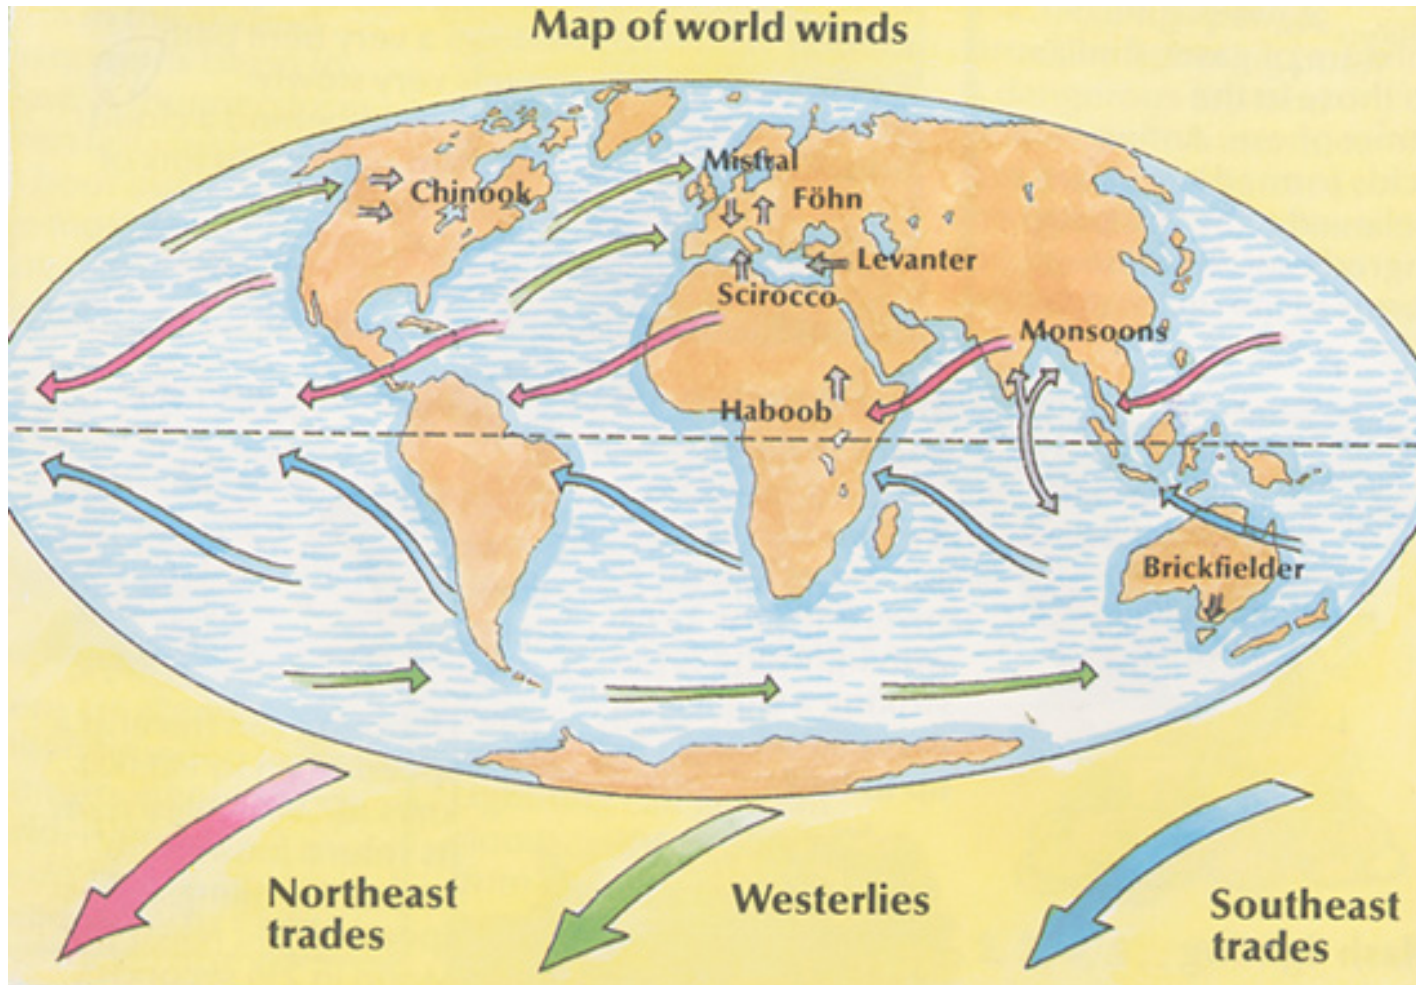 Map of world winds
Mistral
Chinook
Föhn
Levanter
Scirocco
Monsoons
Haboob
Brickfielder
Northeast
trades
Westerlies
Southeast
trades